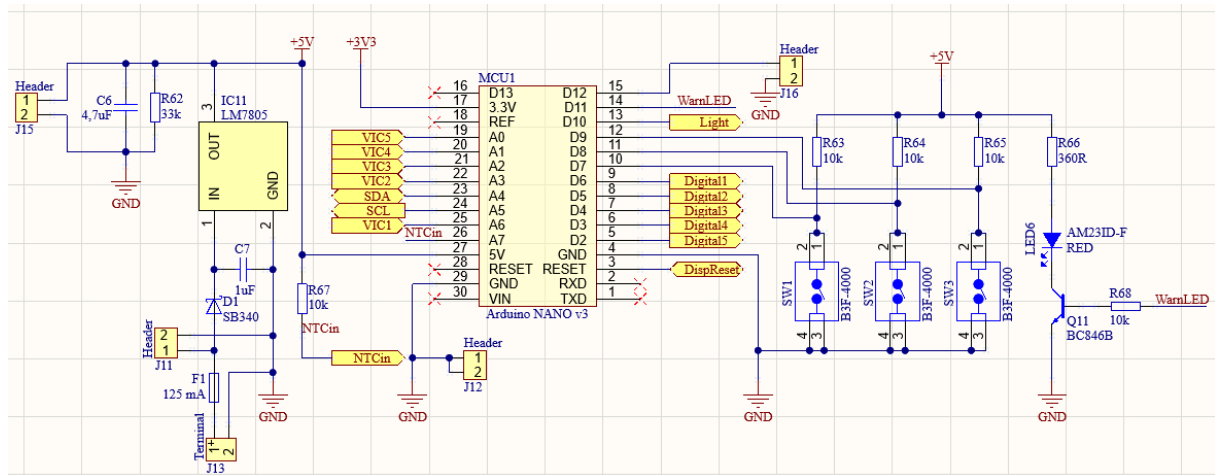 +5V
+3V3
+5V
Header
1
2
J15
C6
4,7uF
R62
33k
GND
3
IC11
LM7805
OUT
IN
GND
1
2
C7
1uF
D1
SB340
Header
2
1
J11
F1
125 mA
Terminal
1+
2
J13
GND
R67
10k
NTCin
NTCin
MCU1
16 D13 D12 15
17 3.3V D11 14
18 REF D10 13
19 A0 D9 12
20 A1 D8 11
21 A2 D7 10
22 A3 D6 9
23 A4 D5 8
24 A5 D4 7
25 A6 D3 6
26 A7 D2 5
27 5V GND 4
28 RESET RESET 3
29 GND RXD 2
30 VIN TXD 1
Arduino NANO v3
VIC5
VIC4
VIC3
VIC2
SDA
SCL
VIC1
NTCin
Header
1
2
J12
GND
Header
1
2
J16
GND
WarnLED
Light
Digital1
Digital2
Digital3
Digital4
Digital5
DispReset
R63
10k
R64
10k
R65
10k
R66
360R
2 1
SW1
B3F-4000
4 3
2 1
SW2
B3F-4000
4 3
2 1
SW3
B3F-4000
4 3
GND
LED6
AM23ID-F
RED
Q11
BC846B
R68
10k
WarnLED
GND